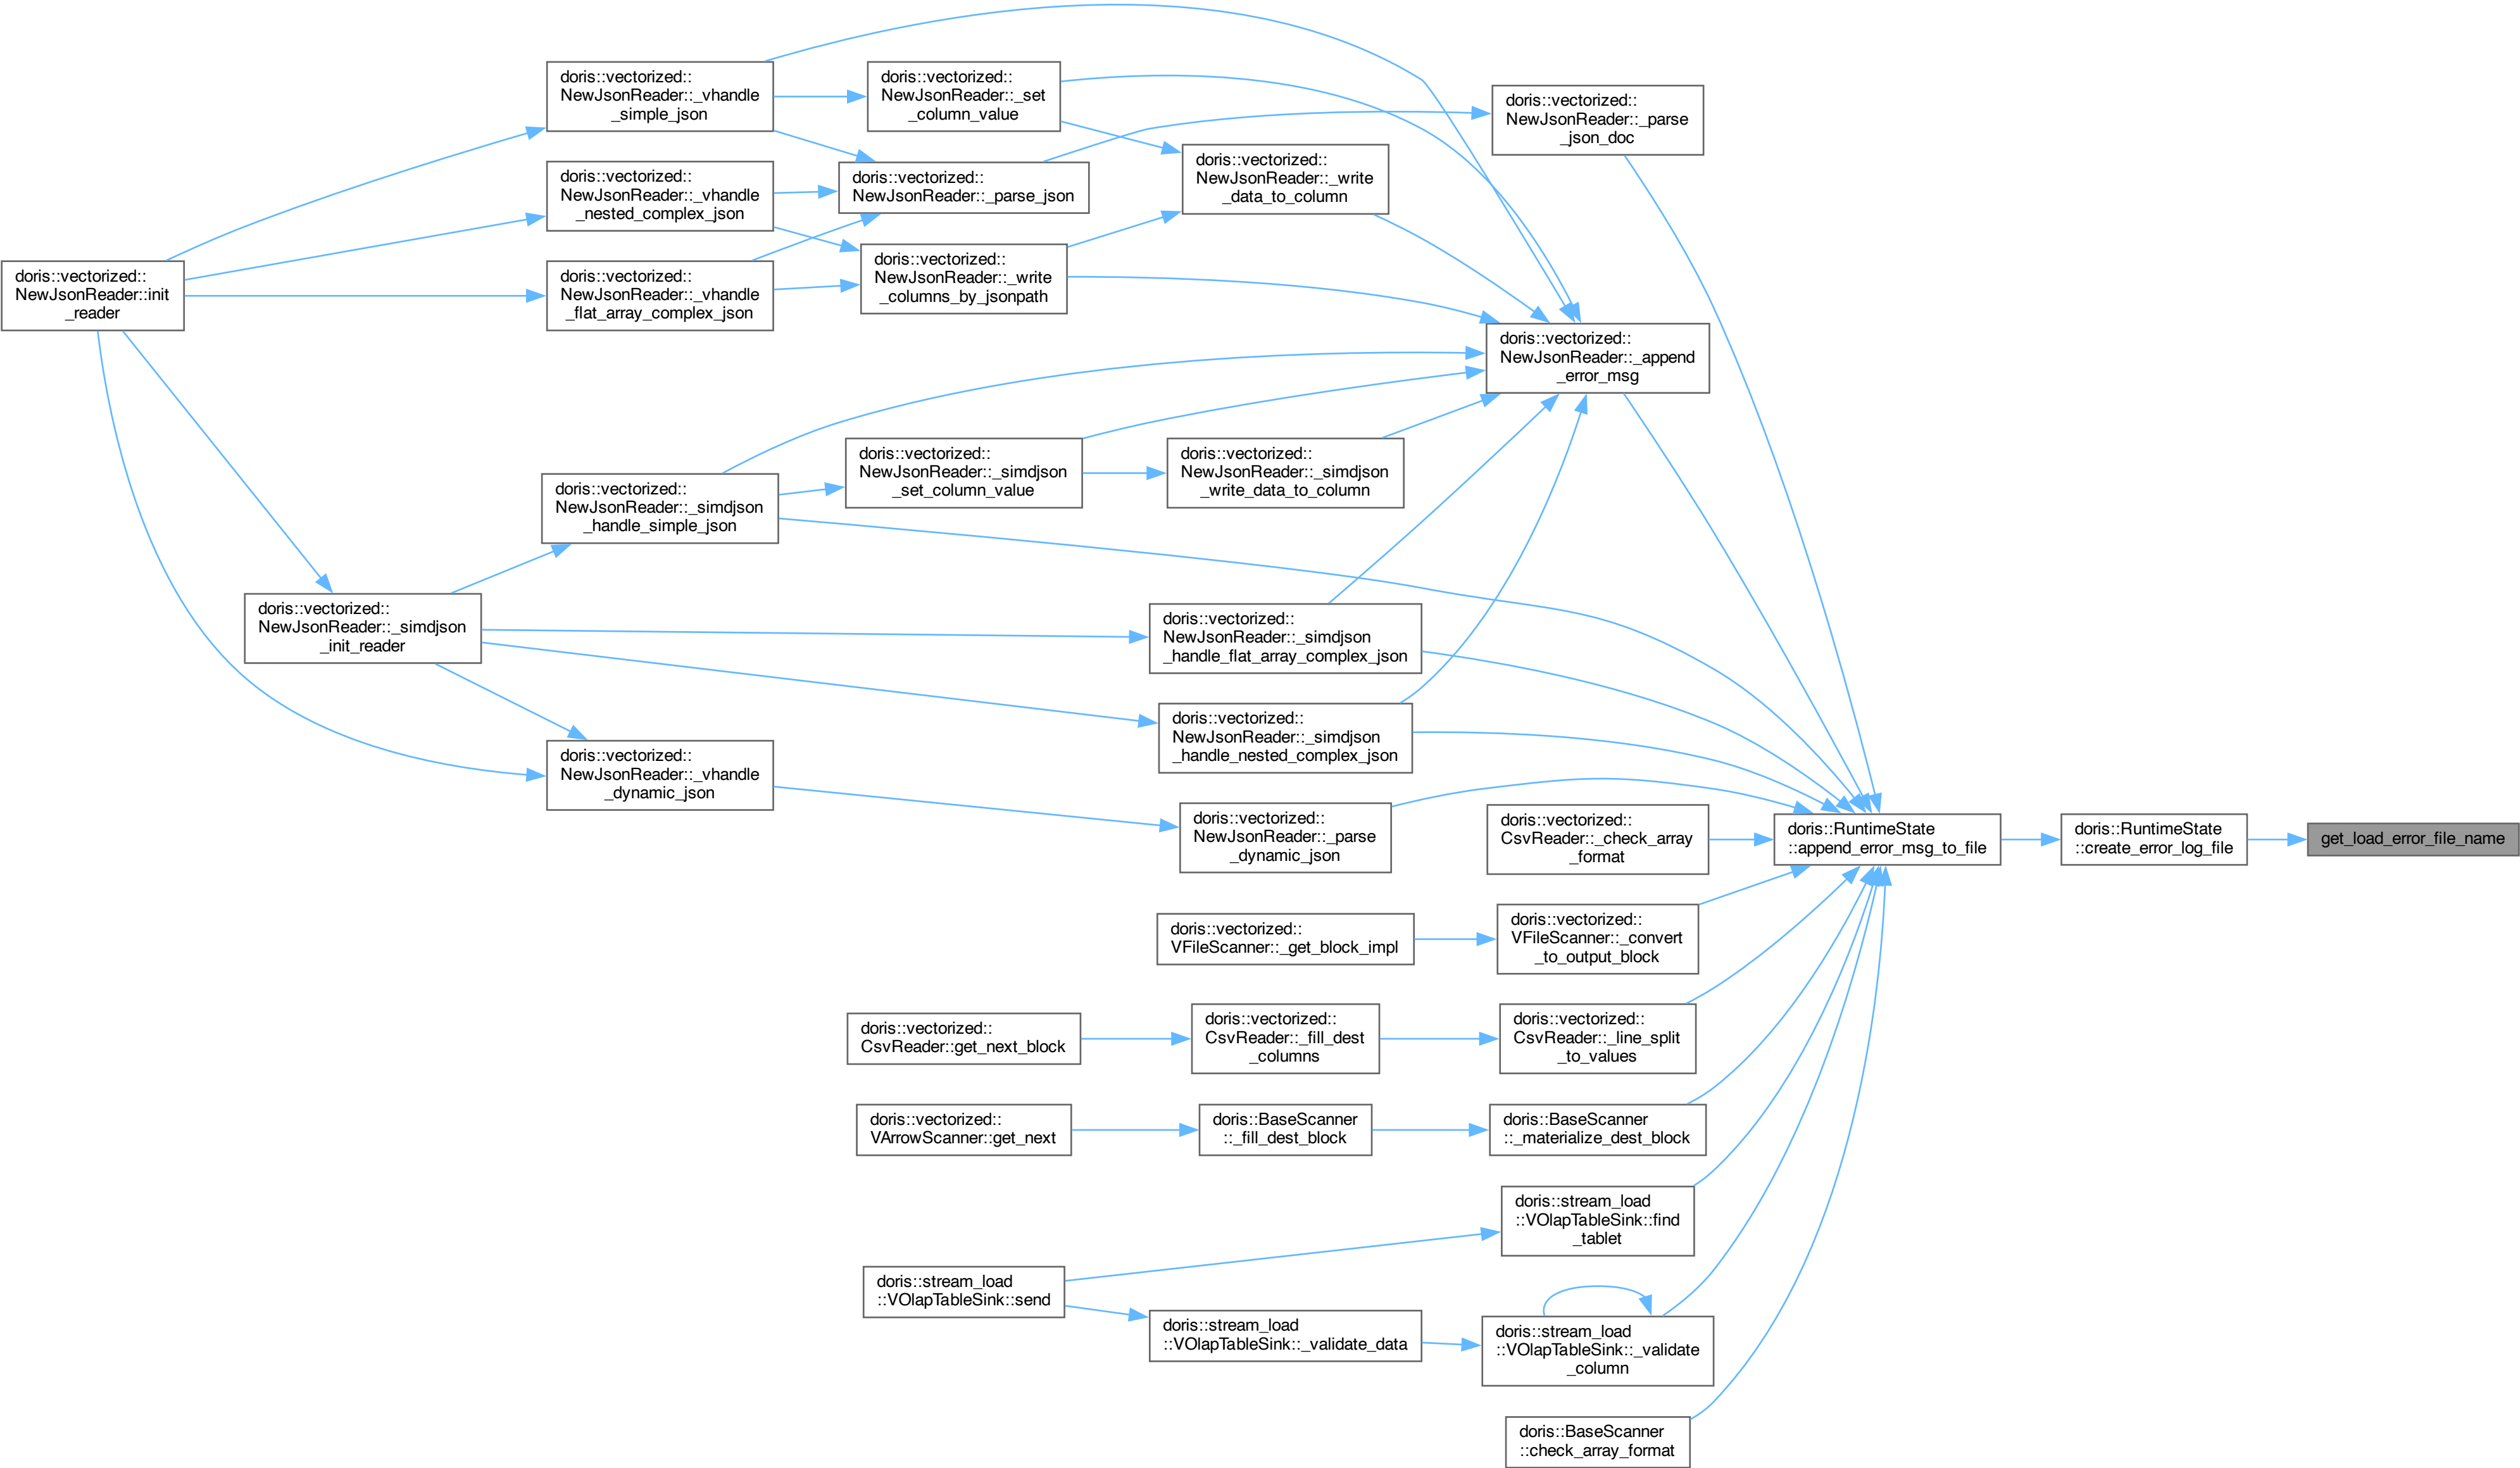 doris::vectorized::
NewJsonReader::init
_reader
doris::vectorized::
NewJsonReader::_vhandle
_simple_json
doris::vectorized::
NewJsonReader::_vhandle
_nested_complex_json
doris::vectorized::
NewJsonReader::_vhandle
_flat_array_complex_json
doris::vectorized::
NewJsonReader::_set
_column_value
doris::vectorized::
NewJsonReader::_parse_json
doris::vectorized::
NewJsonReader::_write
_columns_by_jsonpath
doris::vectorized::
NewJsonReader::_write
_data_to_column
doris::vectorized::
NewJsonReader::_parse
_json_doc
doris::vectorized::
NewJsonReader::_append
_error_msg
doris::vectorized::
NewJsonReader::_simdjson
_handle_simple_json
doris::vectorized::
NewJsonReader::_simdjson
_set_column_value
doris::vectorized::
NewJsonReader::_simdjson
_write_data_to_column
doris::vectorized::
NewJsonReader::_simdjson
_init_reader
doris::vectorized::
NewJsonReader::_simdjson
_handle_flat_array_complex_json
doris::vectorized::
NewJsonReader::_simdjson
_handle_nested_complex_json
doris::vectorized::
NewJsonReader::_vhandle
_dynamic_json
doris::vectorized::
NewJsonReader::_parse
_dynamic_json
doris::vectorized::
CsvReader::_check_array
_format
doris::RuntimeState
::append_error_msg_to_file
doris::RuntimeState
::create_error_log_file
get_load_error_file_name
doris::vectorized::
VFileScanner::_get_block_impl
doris::vectorized::
VFileScanner::_convert
_to_output_block
doris::vectorized::
CsvReader::get_next_block
doris::vectorized::
CsvReader::_fill_dest
_columns
doris::vectorized::
CsvReader::_line_split
_to_values
doris::vectorized::
VArrowScanner::get_next
doris::BaseScanner
::_fill_dest_block
doris::BaseScanner
::_materialize_dest_block
doris::stream_load
::VOlapTableSink::find
_tablet
doris::stream_load
::VOlapTableSink::send
doris::stream_load
::VOlapTableSink::_validate_data
doris::stream_load
::VOlapTableSink::_validate
_column
doris::BaseScanner
::check_array_format